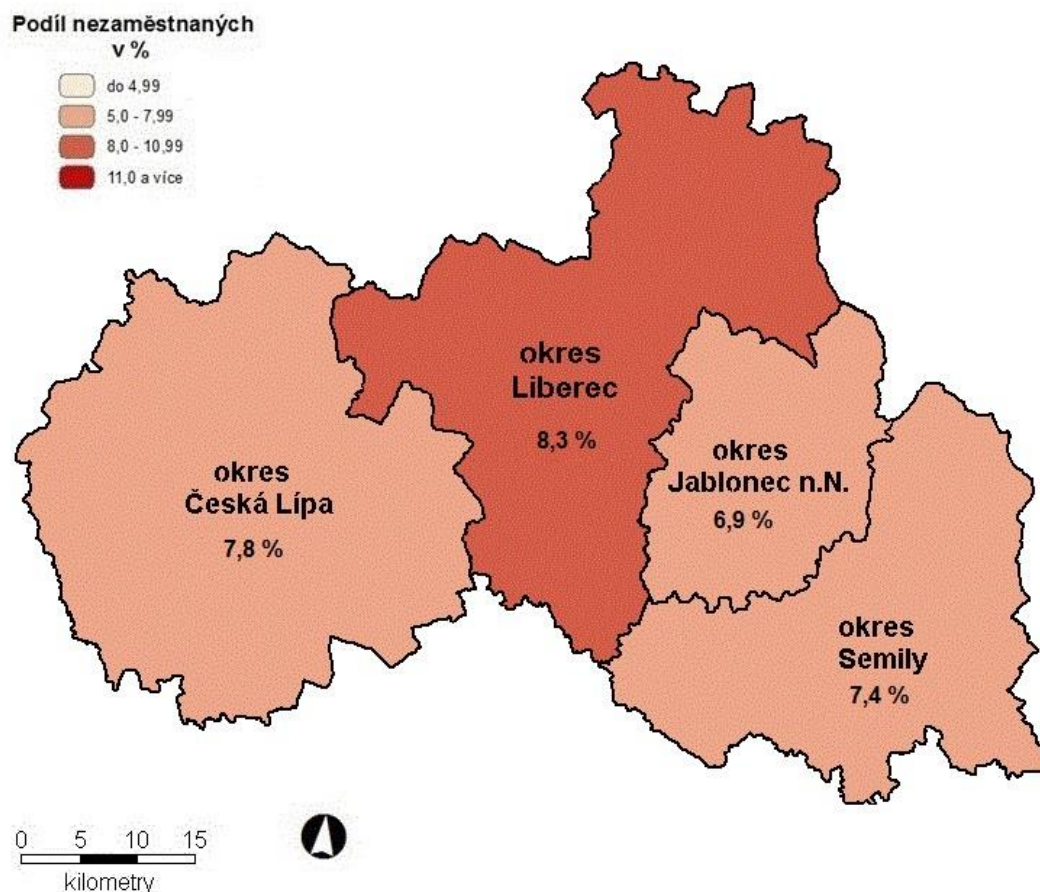 Podíl nezaměstnaných
v %
do 4,99
5,0 - 7,99
8,0 - 10,99
11,0 a více
okres
Liberec
8,3 %
okres
Jablonec n.N.
6,9 %
okres
Česká Lípa
7,8 %
okres
Semily
7,4 %
0 5 10 15
kilometry